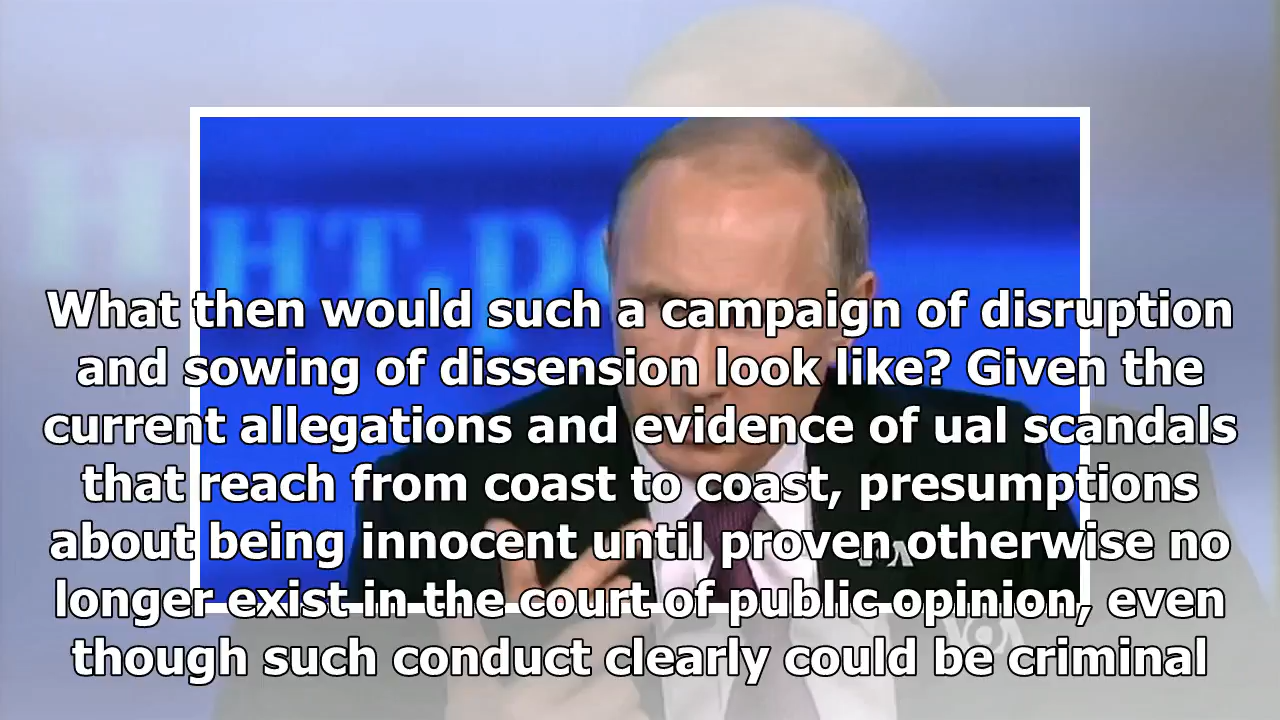 HT.D
What then would such a campaign of disruption
and sowing of dissension look like? Given the
current allegations and evidence of ual scandals
that reach from coast to coast, presumptions
about being innocent until proven otherwise no
longer exist in the court of public opinion, even
though such conduct clearly could be criminal
VOA